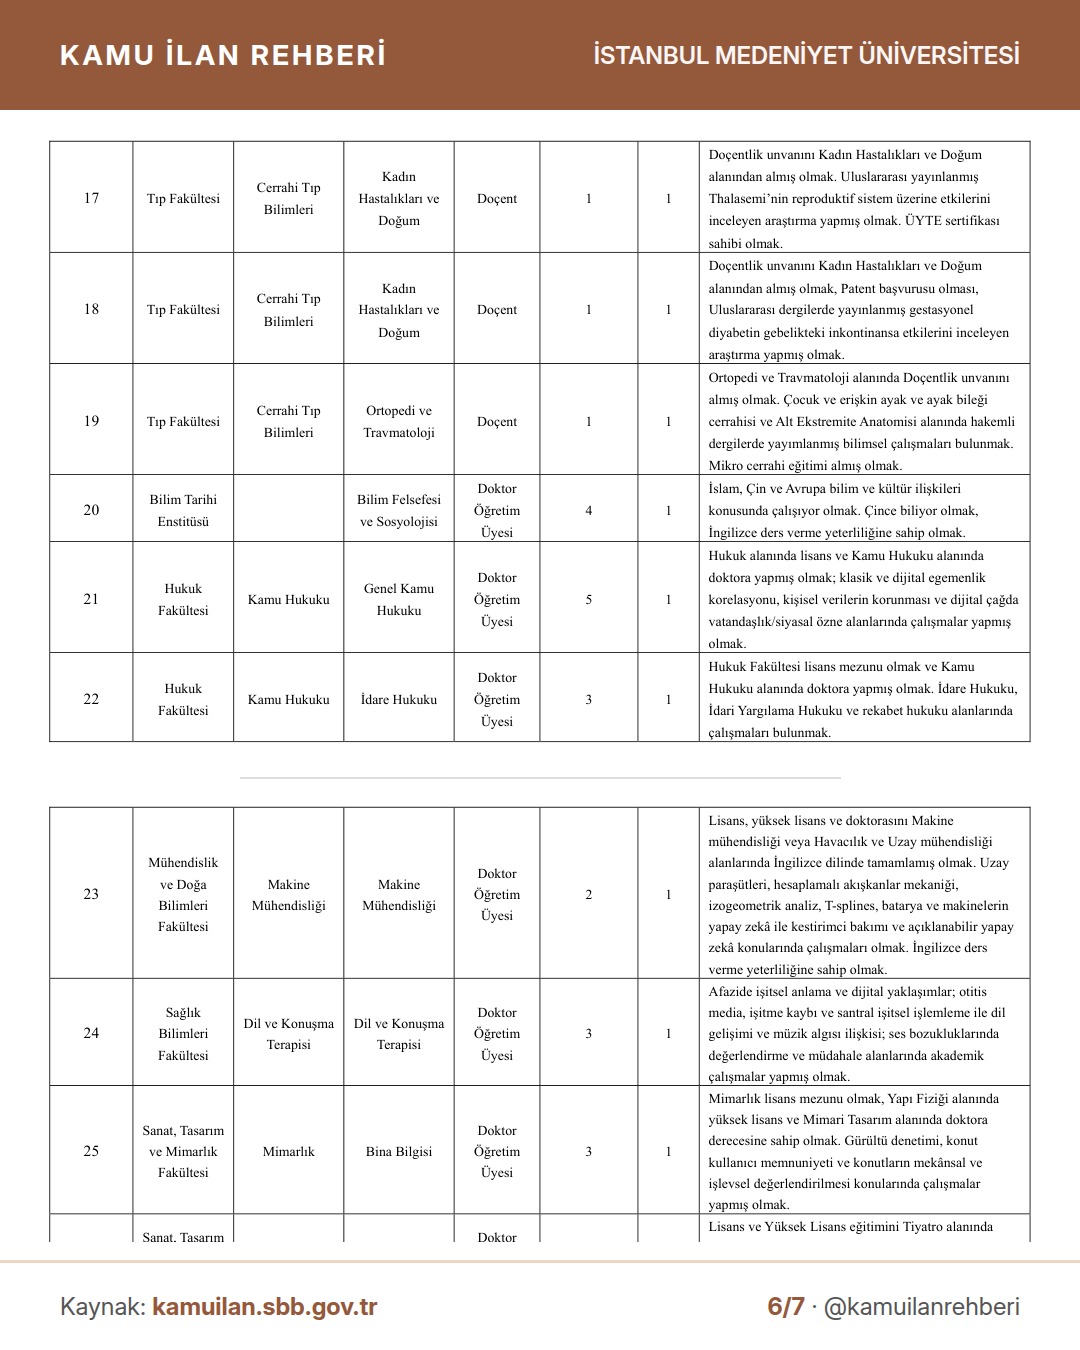 KAMU İLAN REHBERİ
İSTANBUL MEDENİYET ÜNİVERSİTESİ
17
Tıp Fakültesi
Cerrahi Tıp
Bilimleri
Kadın
Hastalıkları ve
Doğum
Doçent
1
1
Doçentlik unvanını Kadın Hastalıkları ve Doğum
alanından almış olmak. Uluslararası yayınlanmış
Thalasemi’nin reproduktif sistem üzerine etkilerini
inceleyen araştırma yapmış olmak. ÜYTE sertifikası
sahibi olmak.
18
Tıp Fakültesi
Cerrahi Tıp
Bilimleri
Kadın
Hastalıkları ve
Doğum
Doçent
1
1
Doçentlik unvanını Kadın Hastalıkları ve Doğum
alanından almış olmak, Patent başvurusu olması,
Uluslararası dergilerde yayınlanmış gestasyonel
diyabetin gebelikteki inkontinansa etkilerini inceleyen
araştırma yapmış olmak.
19
Tıp Fakültesi
Cerrahi Tıp
Bilimleri
Ortopedi ve
Travmatoloji
Doçent
1
1
Ortopedi ve Travmatoloji alanında Doçentlik unvanını
almış olmak. Çocuk ve erişkin ayak ve ayak bileği
cerrahisi ve Alt Ekstremite Anatomisi alanında hakemli
dergilerde yayımlanmış bilimsel çalışmaları bulunmak.
Mikro cerrahi eğitimi almış olmak.
20
Bilim Tarihi
Enstitüsü
Bilim Felsefesi
ve Sosyolojisi
Doktor
Öğretim
Üyesi
4
1
İslam, Çin ve Avrupa bilim ve kültür ilişkileri
konusunda çalışıyor olmak. Çince biliyor olmak,
İngilizce ders verme yeterliliğine sahip olmak.
21
Hukuk
Fakültesi
Kamu Hukuku
Genel Kamu
Hukuku
Doktor
Öğretim
Üyesi
5
1
Hukuk alanında lisans ve Kamu Hukuku alanında
doktora yapmış olmak; klasik ve dijital egemenlik
korelasyonu, kişisel verilerin korunması ve dijital çağda
vatandaşlık/siyasal özne alanlarında çalışmalar yapmış
olmak.
22
Hukuk
Fakültesi
Kamu Hukuku
İdare Hukuku
Doktor
Öğretim
Üyesi
3
1
Hukuk Fakültesi lisans mezunu olmak ve Kamu
Hukuku alanında doktora yapmış olmak. İdare Hukuku,
İdari Yargılama Hukuku ve rekabet hukuku alanlarında
çalışmaları bulunmak.
23
Mühendislik
ve Doğa
Bilimleri
Fakültesi
Makine
Mühendisliği
Makine
Mühendisliği
Doktor
Öğretim
Üyesi
2
1
Lisans, yüksek lisans ve doktorasını Makine
mühendisliği veya Havacılık ve Uzay mühendisliği
alanlarında İngilizce dilinde tamamlamış olmak. Uzay
paraşütleri, hesaplamalı akışkanlar mekaniği,
izogeometrik analiz, T-splines, batarya ve makinelerin
yapay zekâ ile kestirimci bakımı ve açıklanabilir yapay
zekâ konularında çalışmaları olmak. İngilizce ders
verme yeterliliğine sahip olmak.
24
Sağlık
Bilimleri
Fakültesi
Dil ve Konuşma
Terapisi
Dil ve Konuşma
Terapisi
Doktor
Öğretim
Üyesi
3
1
Afazide işitsel anlama ve dijital yaklaşımlar; otitis
media, işitme kaybı ve santral işitsel işlemleme ile dil
gelişimi ve müzik algısı ilişkisi; ses bozukluklarında
değerlendirme ve müdahale alanlarında akademik
çalışmalar yapmış olmak.
25
Sanat, Tasarım
ve Mimarlık
Fakültesi
Mimarlık
Bina Bilgisi
Doktor
Öğretim
Üyesi
3
1
Mimarlık lisans mezunu olmak, Yapı Fiziği alanında
yüksek lisans ve Mimari Tasarım alanında doktora
derecesine sahip olmak. Gürültü denetimi, konut
kullanıcı memnuniyeti ve konutların mekânsal ve
işlevsel değerlendirilmesi konularında çalışmalar
yapmış olmak.
Sanat, Tasarım
Doktor
Lisans ve Yüksek Lisans eğitimini Tiyatro alanında
Kaynak: kamuilan.sbb.gov.tr
6/7 · @kamuilanrehberi